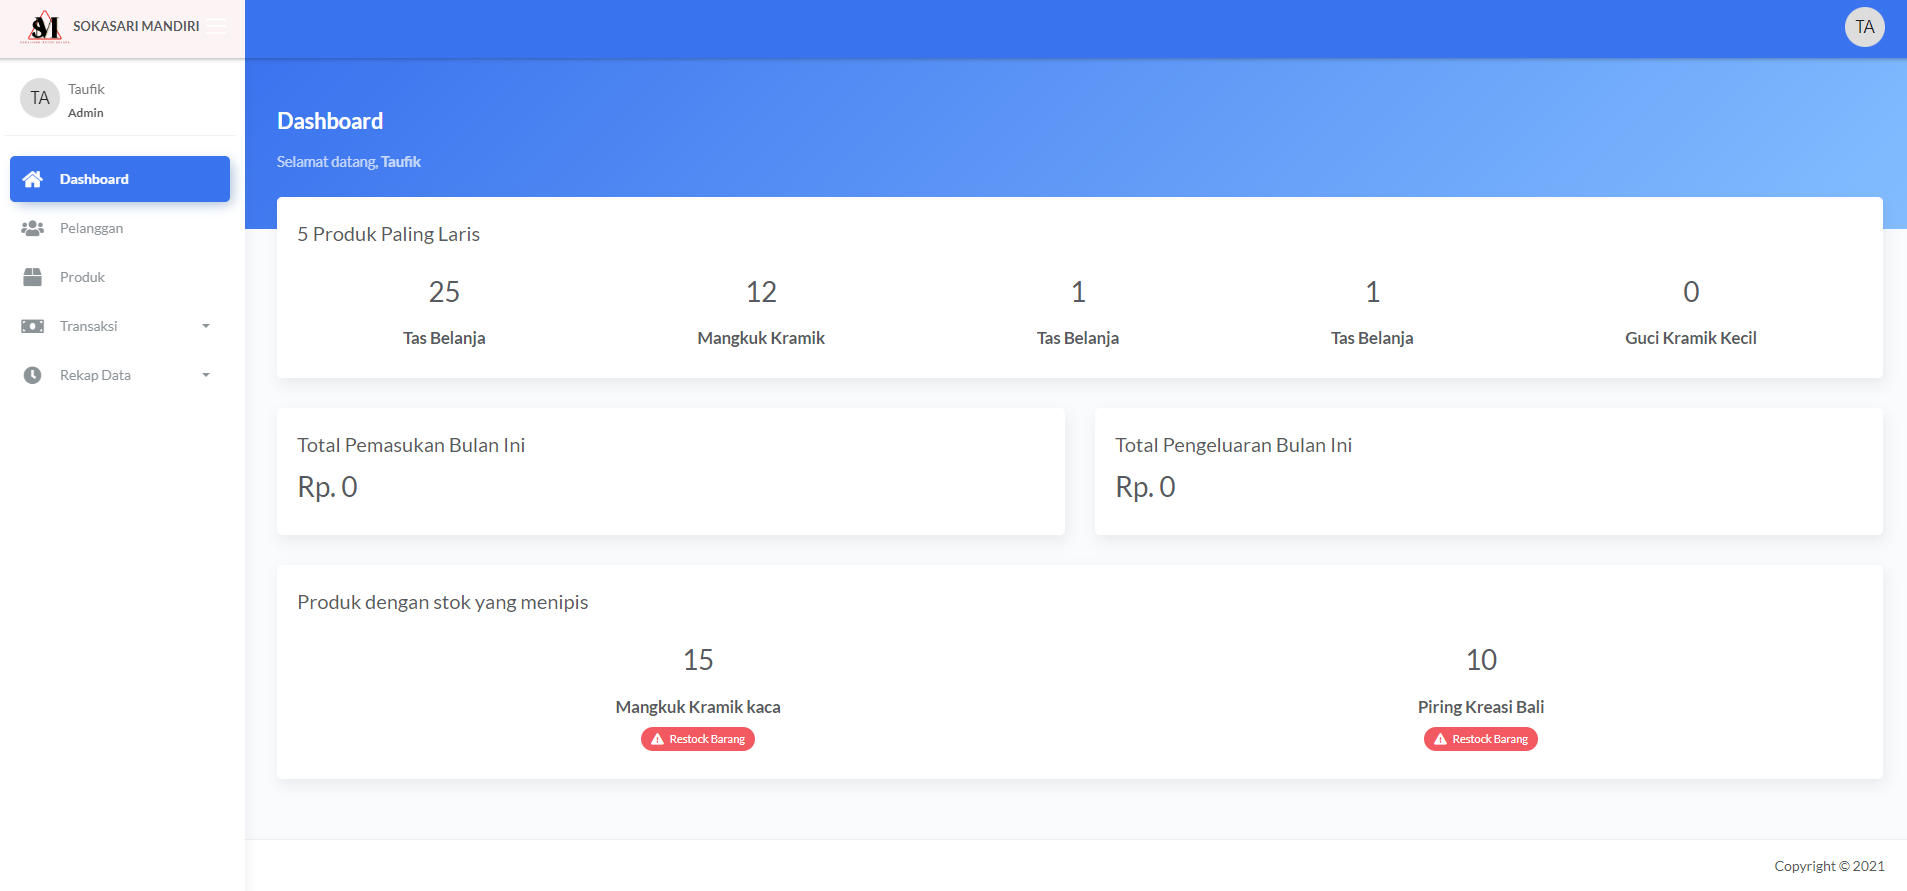 SM
SOKASARI MANDIRI
TA
TA
Taufik
Admin
Dashboard
Pelanggan
Produk
Transaksi
Rekap Data
Dashboard
Selamat datang, Taufik
5 Produk Paling Laris
25 12 1 1 0
Tas Belanja Mangkuk Kramik Tas Belanja Tas Belanja Guci Kramik Kecil
Total Pemasukan Bulan Ini
Rp. 0
Total Pengeluaran Bulan Ini
Rp. 0
Produk dengan stok yang menipis
15 10
Mangkuk Kramik kaca Piring Kreasi Bali
Restock Barang Restock Barang
Copyright © 2021